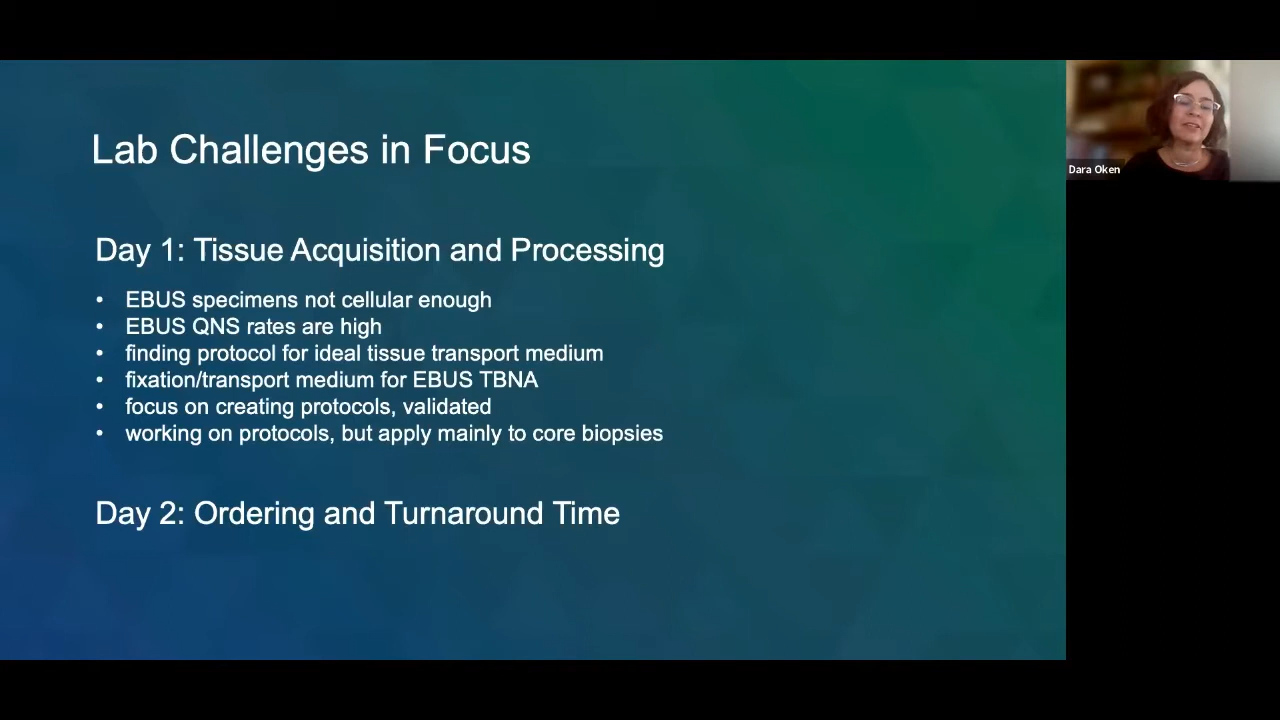 Lab Challenges in Focus
Day 1: Tissue Acquisition and Processing
• EBUS specimens not cellular enough
• EBUS QNS rates are high
• finding protocol for ideal tissue transport medium
• fixation/transport medium for EBUS TBNA
• focus on creating protocols, validated
• working on protocols, but apply mainly to core biopsies
Day 2: Ordering and Turnaround Time
Dara Oken